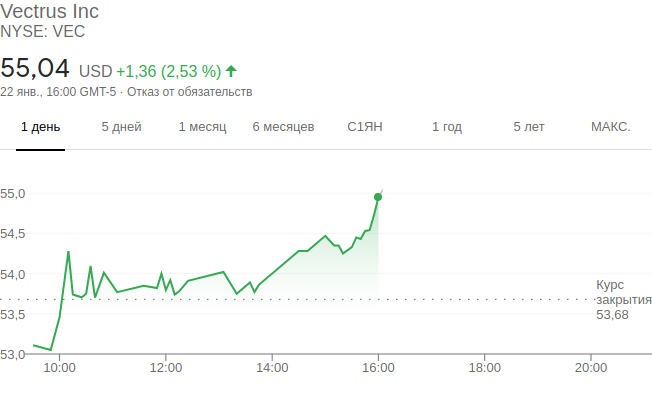 Vectrus Inc
NYSE: VEC
55,04 USD +1,36 (2,53 %)
22 янв., 16:00 GMT-5 · Отказ от обязательств
1 день 5 дней 1 месяц 6 месяцев С1ЯН 1 год 5 лет МАКС.
55,0
54,5
54,0
Курс
закрытия
53,68
53,5
53,0
10:00 12:00 14:00 16:00 18:00 20:00